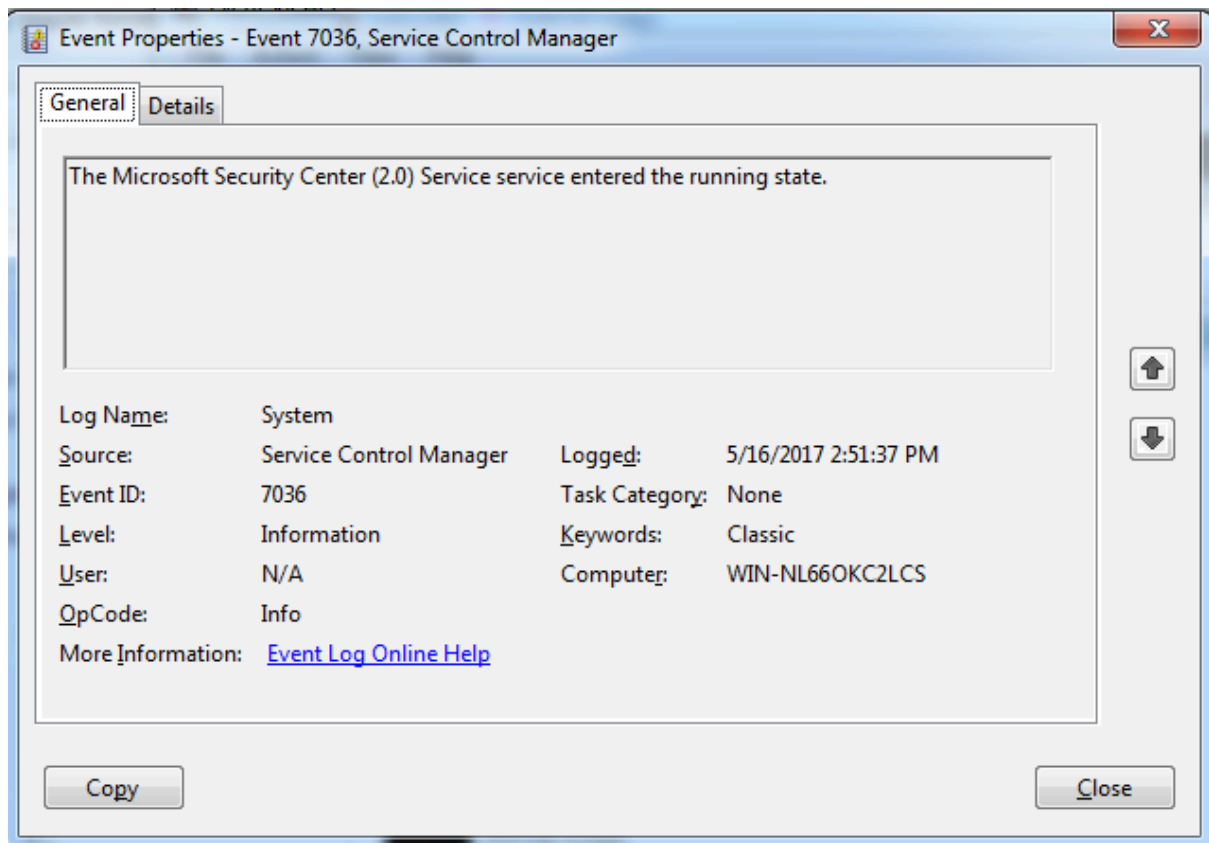 Event Properties - Event 7036, Service Control Manager
General Details
The Microsoft Security Center (2.0) Service service entered the running state.
Log Name: System
Source: Service Control Manager Logged: 5/16/2017 2:51:37 PM
Event ID: 7036 Task Category: None
Level: Information Keywords: Classic
User: N/A Computer: WIN-NL66OKC2LCS
OpCode: Info
More Information: Event Log Online Help
Copy Close